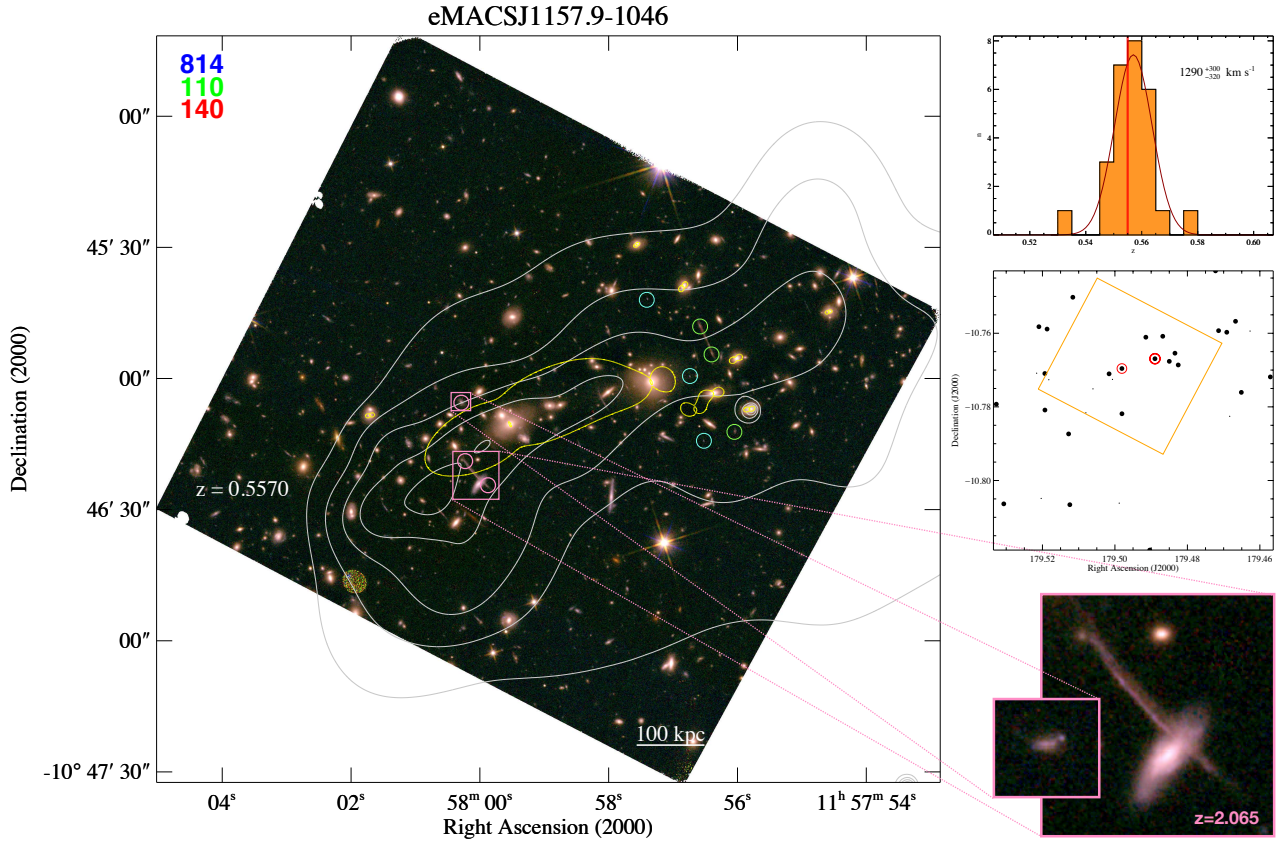 eMACSJ1157.9-1046
814
110
140
00″
45′ 30″
00″
46′ 30″
00″
-10° 47′ 30″
Declination (2000)
z = 0.5570
100 kpc
04ˢ
02ˢ
58ᵐ 00ˢ
58ˢ
56ˢ
11ʰ 57ᵐ 54ˢ
Right Ascension (2000)
8
6
4
2
0
n
1290 +300 −320 km s⁻¹
0.52
0.54
0.56
0.58
0.60
z
−10.76
−10.78
−10.80
Declination (J2000)
179.52
179.50
179.48
179.46
Right Ascension (J2000)
z=2.065